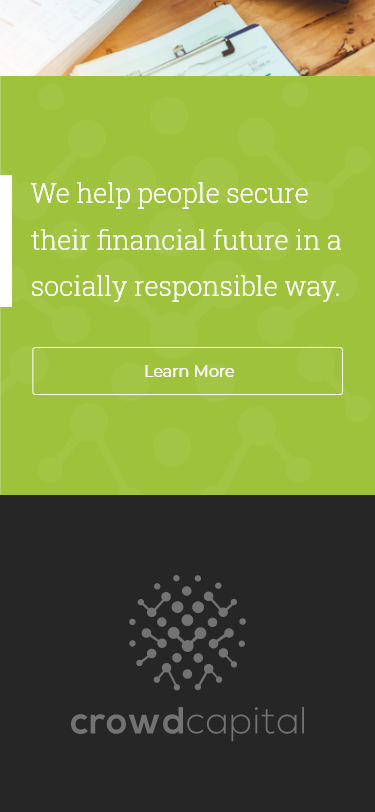 We help people secure
their financial future in a
socially responsible way.
Learn More
crowdcapital